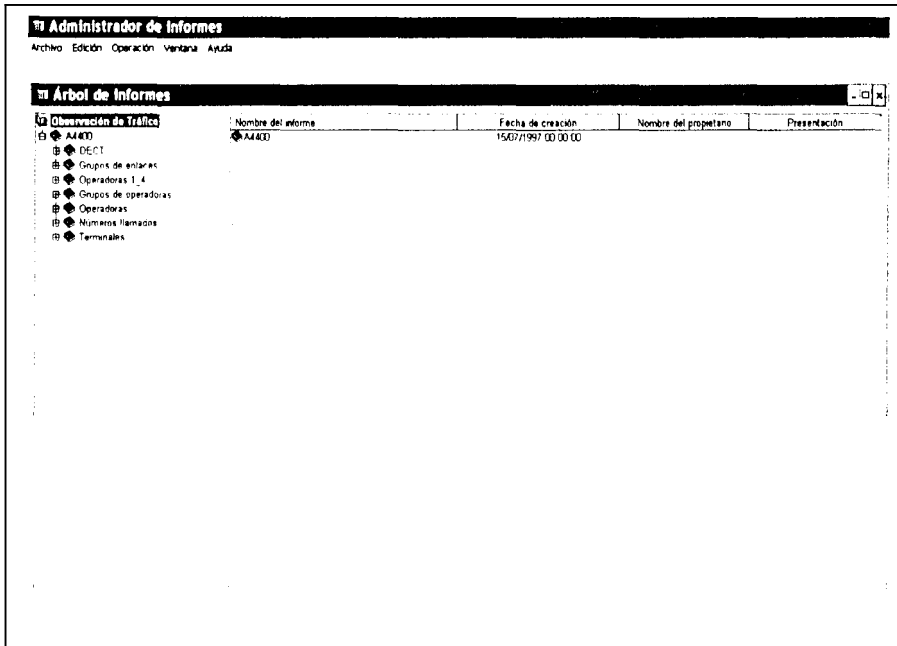 Administrador de Informes
Archivo Edición Operación Ventana Ayuda
Árbol de Informes
Observación de Tráfico
A4400
DECT
Grupos de enlaces
Operadoras 1_4
Grupos de operadoras
Operadoras
Números llamados
Terminales
Nombre del informe Fecha de creación Nombre del propietario Presentación
A4400 15/07/1997 00:00:00